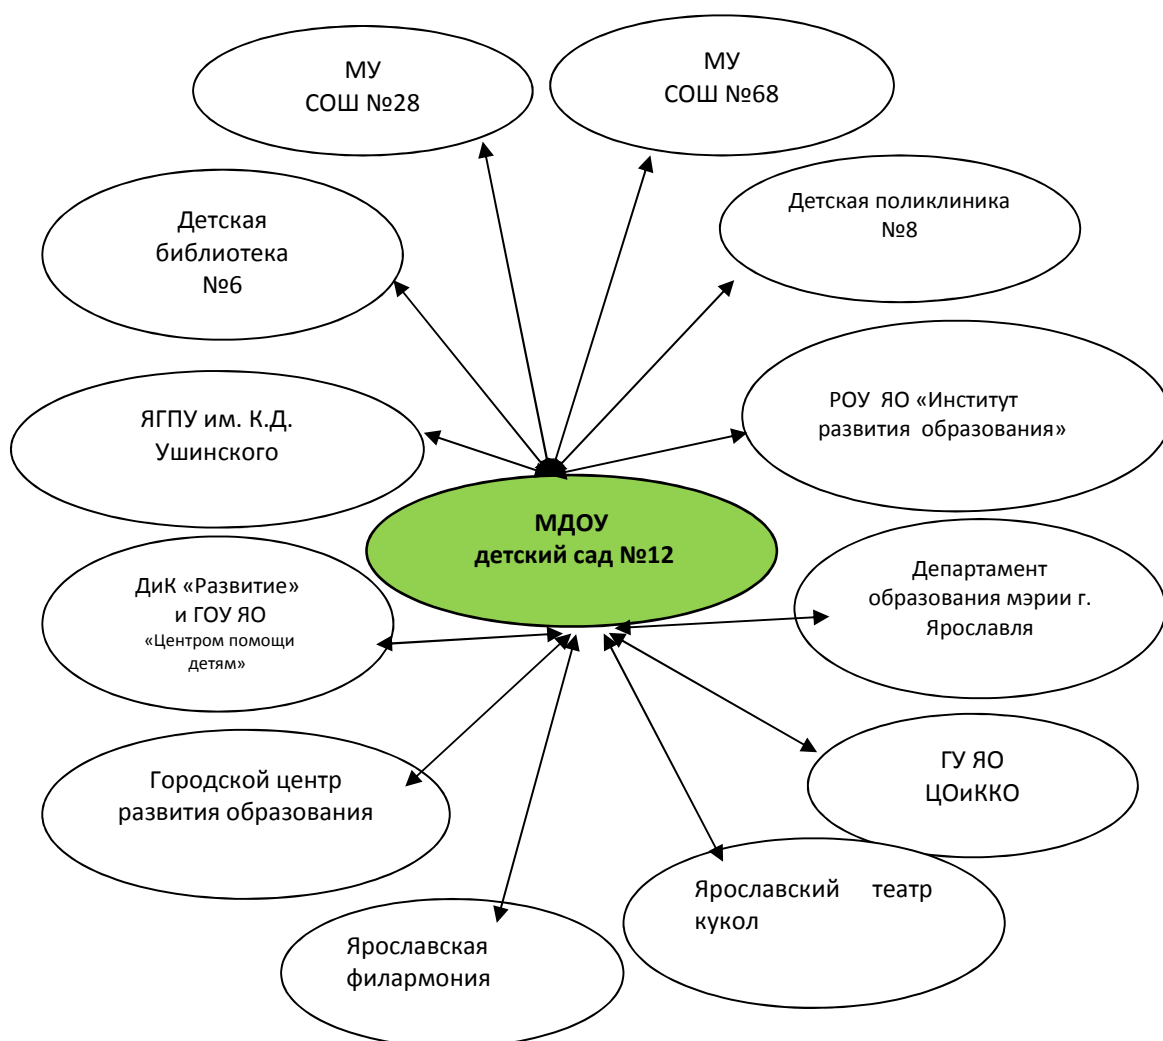 МУ
СОШ №28
МУ
СОШ №68
Детская
библиотека
№6
Детская поликлиника
№8
ЯГПУ им. К.Д.
Ушинского
РОУ ЯО «Институт
развития образования»
МДОУ
детский сад №12
ДиК «Развитие»
и ГОУ ЯО
«Центром помощи
детям»
Департамент
образования мэрии г.
Ярославля
Городской центр
развития образования
ГУ ЯО
ЦОиККО
Ярославский театр
кукол
Ярославская
филармония